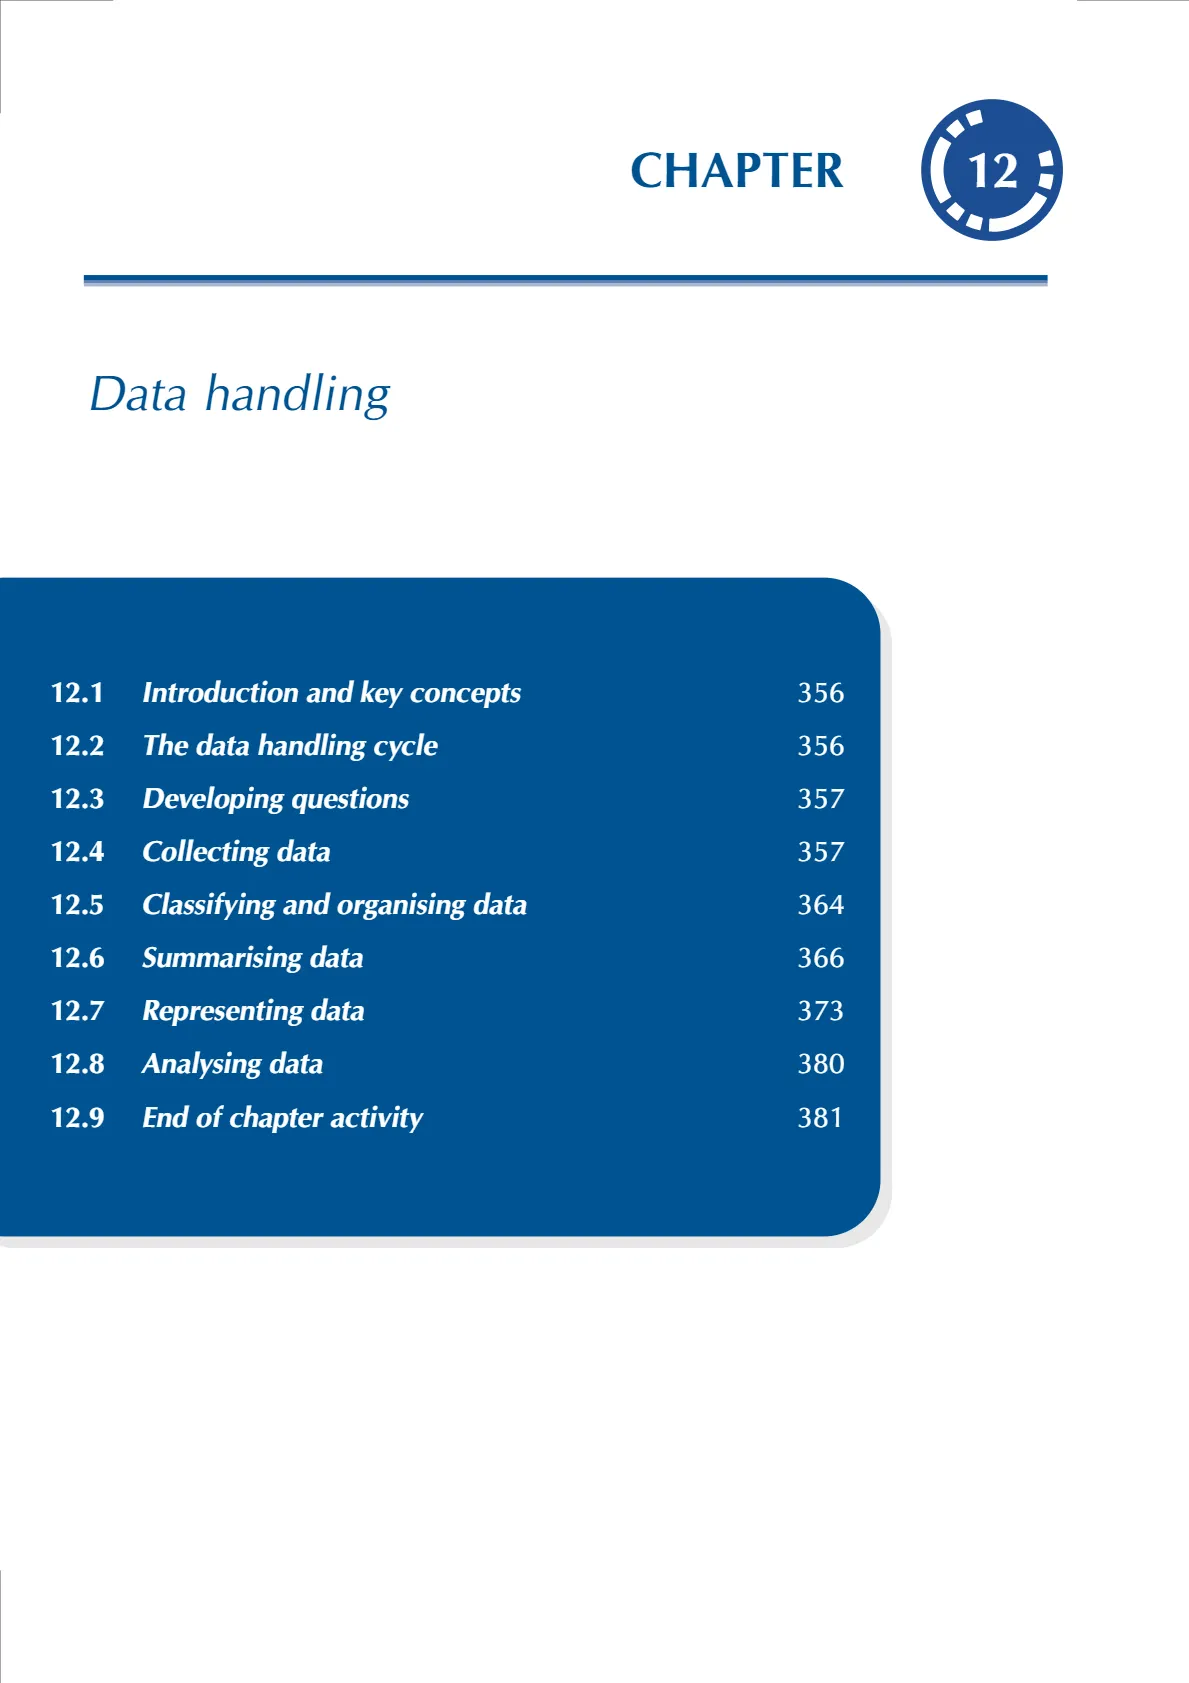 CHAPTER 12
Data handling
12.1 Introduction and key concepts 356
12.2 The data handling cycle 356
12.3 Developing questions 357
12.4 Collecting data 357
12.5 Classifying and organising data 364
12.6 Summarising data 366
12.7 Representing data 373
12.8 Analysing data 380
12.9 End of chapter activity 381